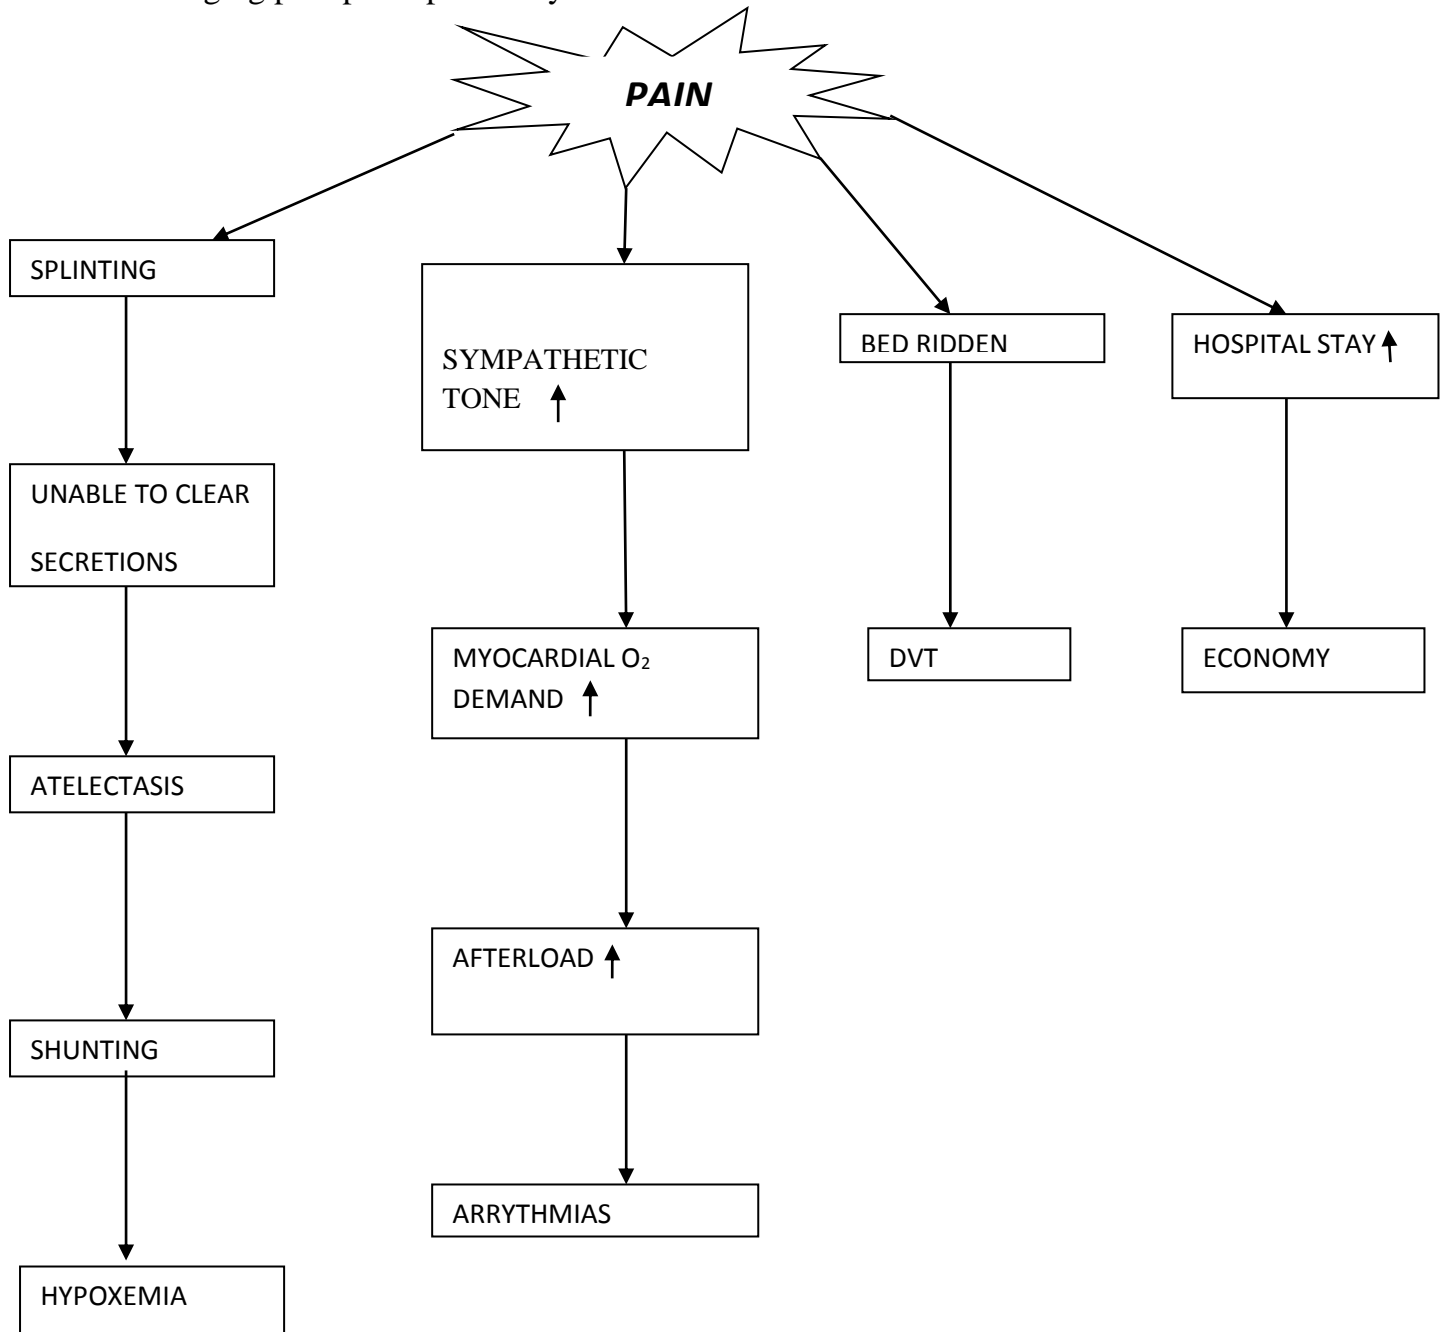 PAIN
SPLINTING
SYMPATHETIC
TONE ↑
BED RIDDEN
HOSPITAL STAY ↑
UNABLE TO CLEAR
SECRETIONS
MYOCARDIAL O₂
DEMAND ↑
DVT
ECONOMY
ATELECTASIS
AFTERLOAD ↑
SHUNTING
ARRYTHMIAS
HYPOXEMIA